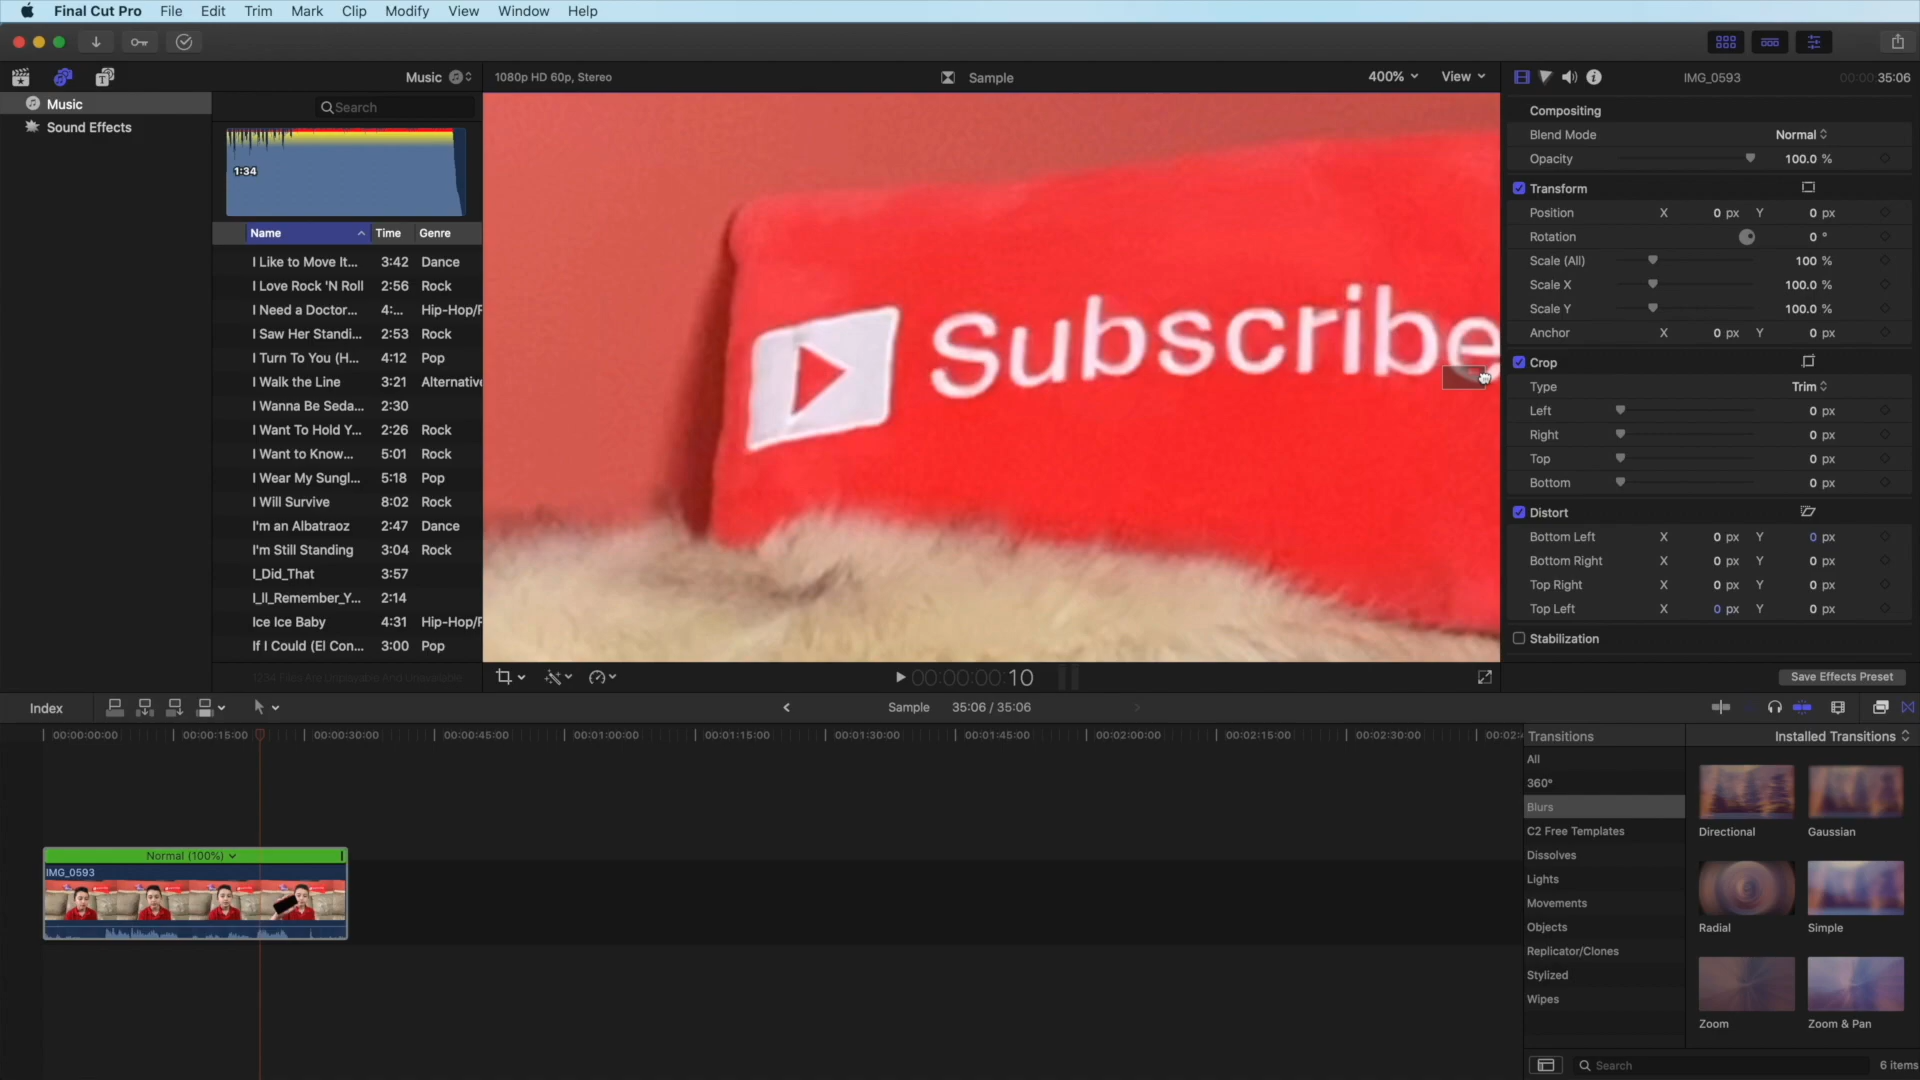 Final Cut Pro File Edit Trim Mark Clip Modify View Window Help
Music
1080p HD 60p, Stereo
Sample
400%
View
IMG_0593
00:00:35:06
Music
Sound Effects
Search
1:34
Name Time Genre
I Like to Move It... 3:42 Dance
I Love Rock 'N Roll 2:56 Rock
I Need a Doctor... 4:... Hip-Hop/R
I Saw Her Standi... 2:53 Rock
I Turn To You (H... 4:12 Pop
I Walk the Line 3:21 Alternative
I Wanna Be Seda... 2:30
I Want To Hold Y... 2:26 Rock
I Want to Know... 5:01 Rock
I Wear My Sungl... 5:18 Pop
I Will Survive 8:02 Rock
I'm an Albatraoz 2:47 Dance
I'm Still Standing 3:04 Rock
I_Did_That 3:57
I_ll_Remember_Y... 2:14
Ice Ice Baby 4:31 Hip-Hop/R
If I Could (El Con... 3:00 Pop
Subscribe
00:00:00:10
Compositing
Blend Mode Normal
Opacity 100.0 %
Transform
Position X 0 px Y 0 px
Rotation 0 °
Scale (All) 100 %
Scale X 100.0 %
Scale Y 100.0 %
Anchor X 0 px Y 0 px
Crop
Type Trim
Left 0 px
Right 0 px
Top 0 px
Bottom 0 px
Distort
Bottom Left X 0 px Y 0 px
Bottom Right X 0 px Y 0 px
Top Right X 0 px Y 0 px
Top Left X 0 px Y 0 px
Stabilization
Save Effects Preset
Index
Sample 35:06 / 35:06
00:00:00:00 00:00:15:00 00:00:30:00 00:00:45:00 00:01:00:00 00:01:15:00 00:01:30:00 00:01:45:00 00:02:00:00 00:02:15:00 00:02:30:00 00:02:4
Normal (100%)
IMG_0593
Transitions
Installed Transitions
All
360°
Blurs
C2 Free Templates
Dissolves
Lights
Movements
Objects
Replicator/Clones
Stylized
Wipes
Directional Gaussian
Radial Simple
Zoom Zoom & Pan
Search
6 items